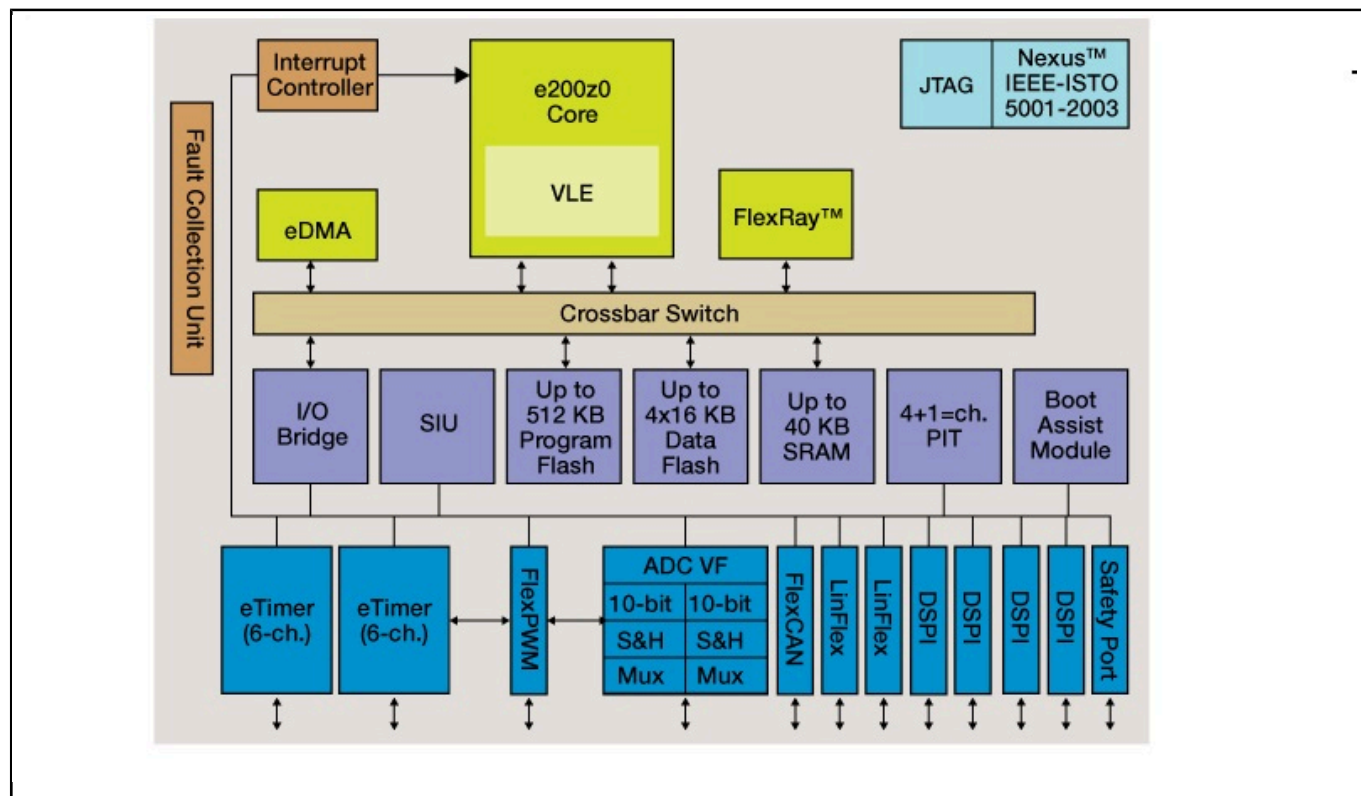 Interrupt
Controller
e200z0
Core
VLE
JTAG
Nexus™
IEEE-ISTO
5001-2003
Fault Collection Unit
eDMA
FlexRay™
Crossbar Switch
I/O
Bridge
SIU
Up to
512 KB
Program
Flash
Up to
4x16 KB
Data
Flash
Up to
40 KB
SRAM
4+1=ch.
PIT
Boot
Assist
Module
eTimer
(6-ch.)
eTimer
(6-ch.)
FlexPWM
ADC VF
10-bit 10-bit
S&H S&H
Mux Mux
FlexCAN
LinFlex
LinFlex
DSPI
DSPI
DSPI
DSPI
Safety Port